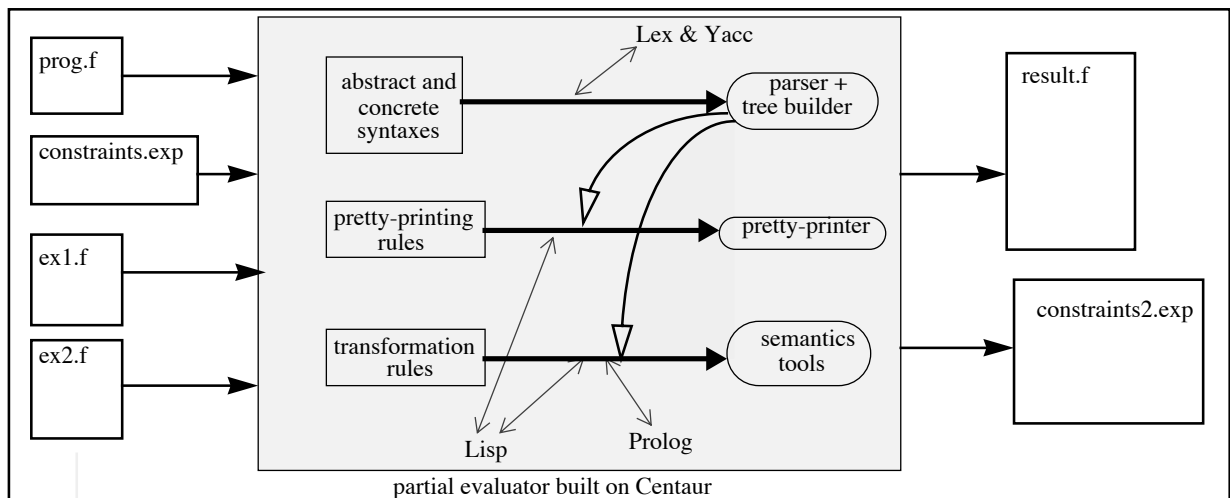 prog.f
constraints.exp
ex1.f
ex2.f
Lex & Yacc
abstract and
concrete
syntaxes
parser +
tree builder
pretty-printing
rules
pretty-printer
transformation
rules
semantics
tools
Lisp
Prolog
result.f
constraints2.exp
partial evaluator built on Centaur